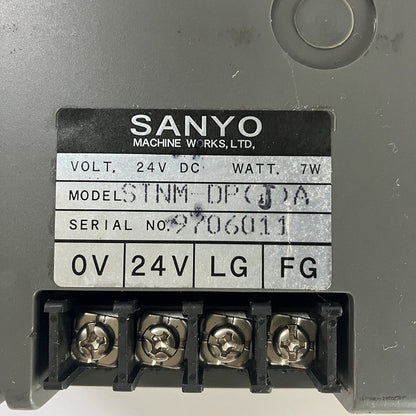 SANYO
MACHINE WORKS,LTD,
VOLT. 24V DC WATT. 7W
MODEL STNM-DP(J)A
SERIAL NO. 9706011
0V 24V LG FG